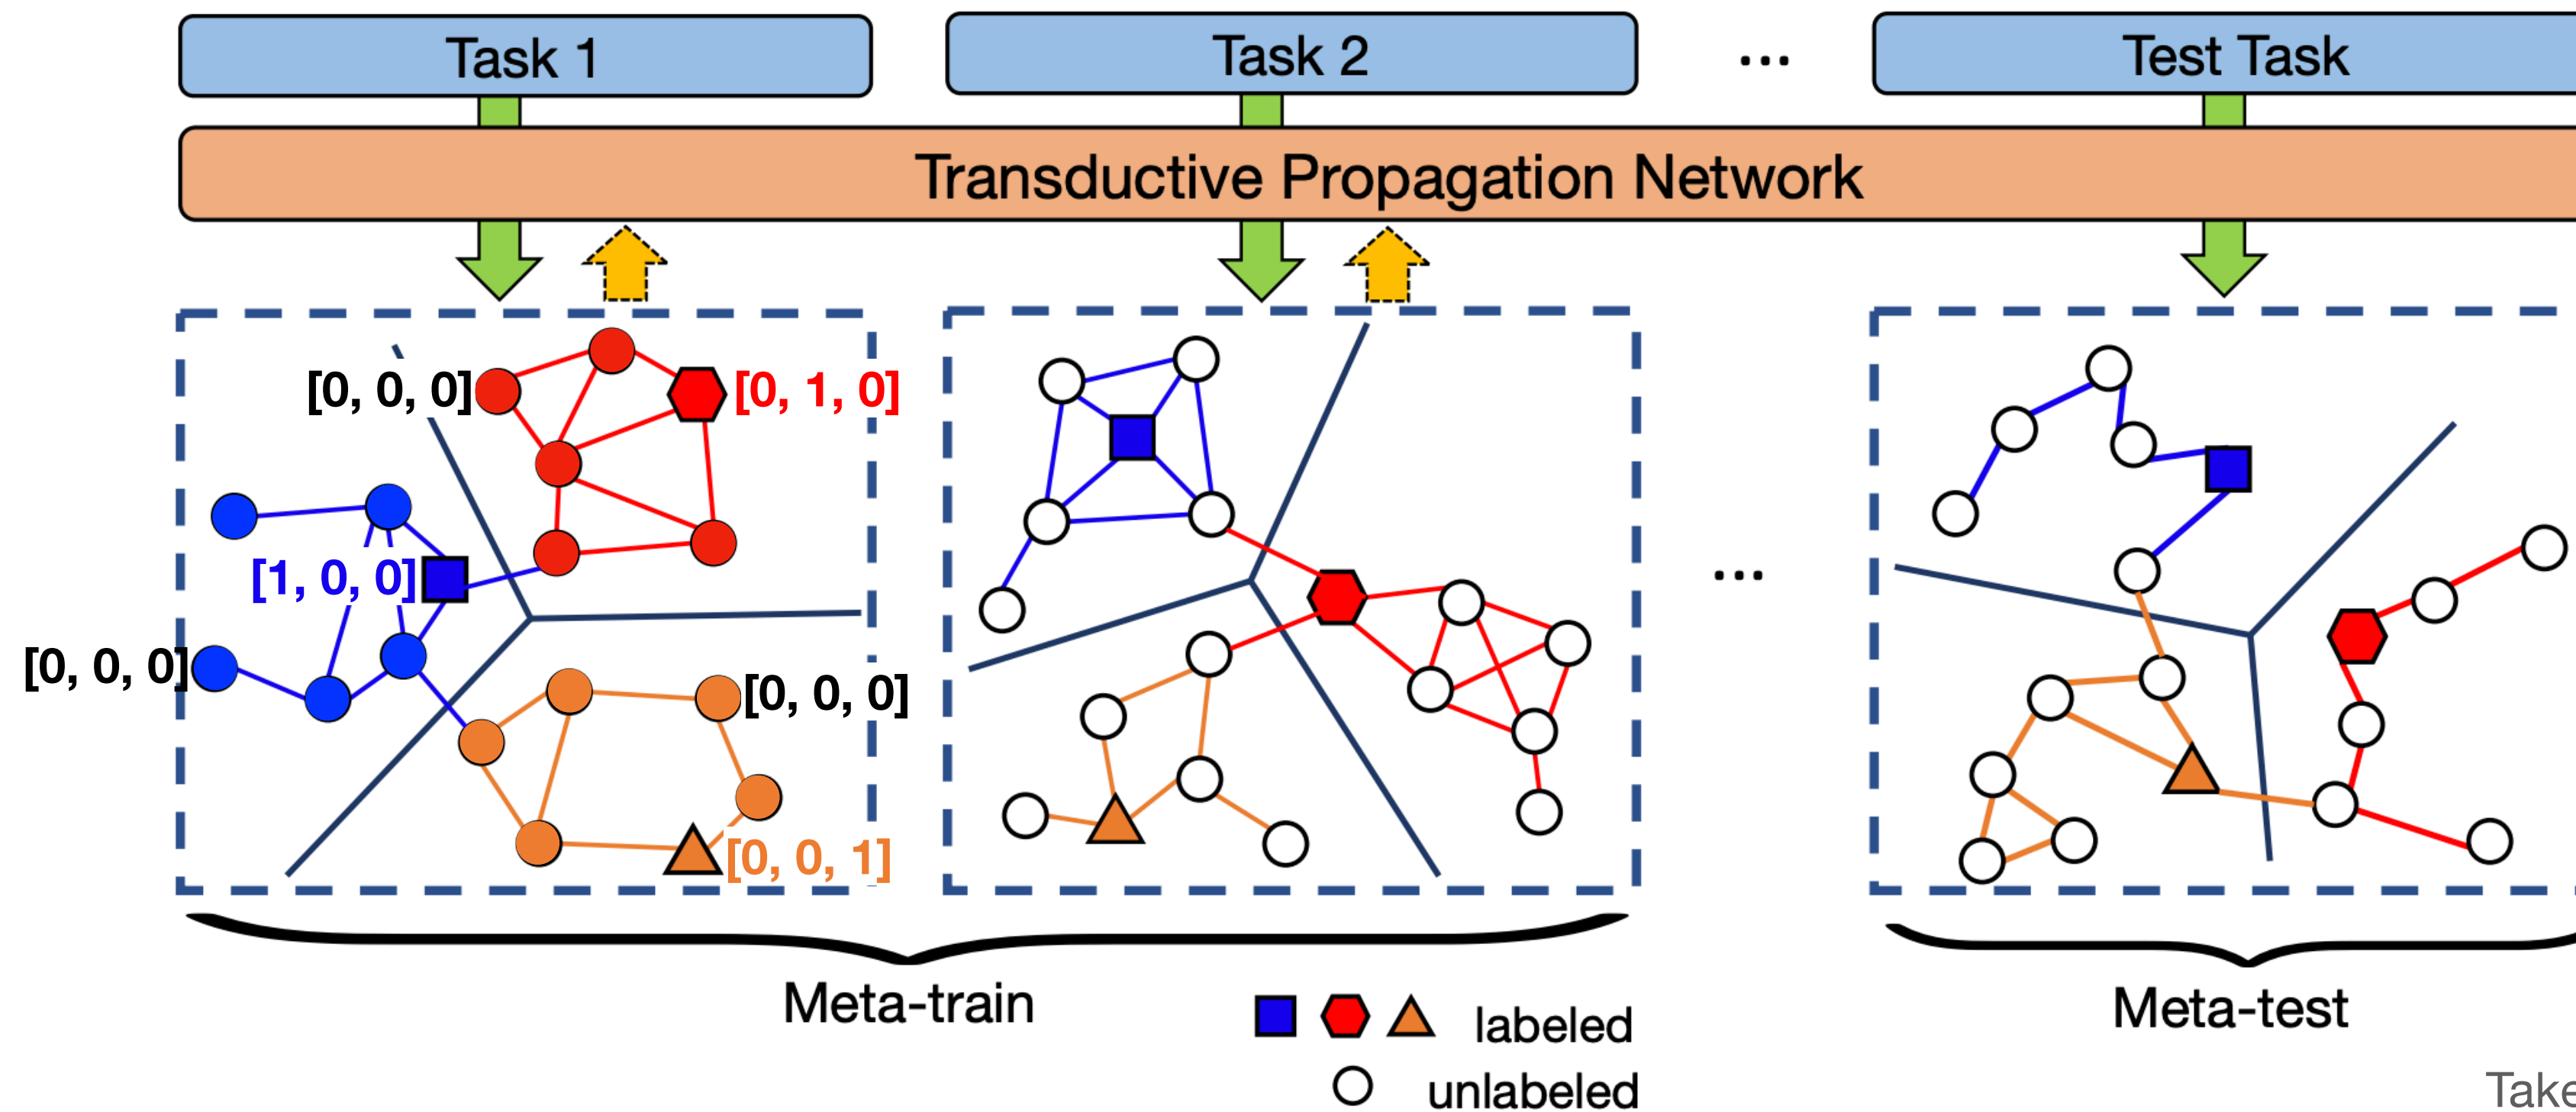 Task 1
Task 2
...
Test Task
Transductive Propagation Network
[0, 0, 0]
[0, 1, 0]
[1, 0, 0]
...
[0, 0, 0]
[0, 0, 0]
[0, 0, 1]
Meta-train
Meta-test
labeled
unlabeled
Take